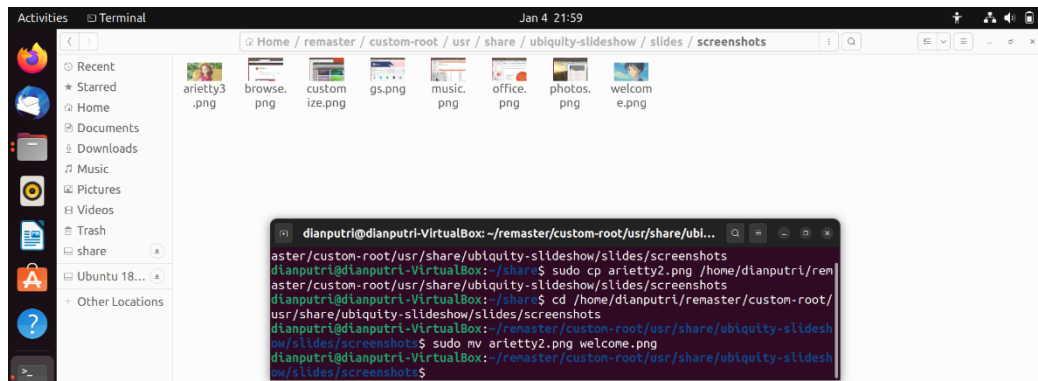 Activities Terminal Jan 4 21:59
Home / remaster / custom-root / usr / share / ubiquity-slideshow / slides / screenshots
Recent
Starred
Home
Documents
Downloads
Music
Pictures
Videos
Trash
share
Ubuntu 18...
+ Other Locations
arietty3
.png
browse.
png
custom
ize.png
gs.png
music.
png
office.
png
photos.
png
welcom
e.png
dianputri@dianputri-VirtualBox: ~/remaster/custom-root/usr/share/ubi...
aster/custom-root/usr/share/ubiquity-slideshow/slides/screenshots
dianputri@dianputri-VirtualBox:~/share$ sudo cp arietty2.png /home/dianputri/rem
aster/custom-root/usr/share/ubiquity-slideshow/slides/screenshots
dianputri@dianputri-VirtualBox:~/share$ cd /home/dianputri/remaster/custom-root/
usr/share/ubiquity-slideshow/slides/screenshots
dianputri@dianputri-VirtualBox:~/remaster/custom-root/usr/share/ubiquity-slidesh
ow/slides/screenshots$ sudo mv arietty2.png welcome.png
dianputri@dianputri-VirtualBox:~/remaster/custom-root/usr/share/ubiquity-slidesh
ow/slides/screenshots$